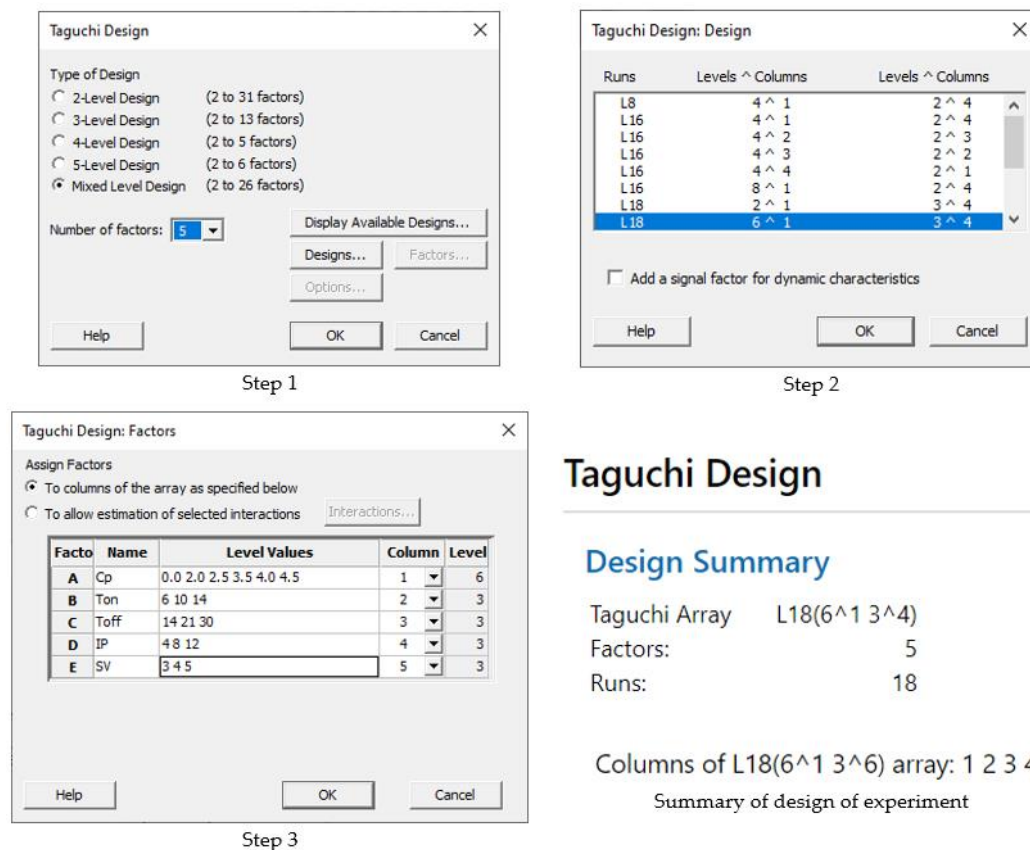 Taguchi Design
Type of Design
2-Level Design (2 to 31 factors)
3-Level Design (2 to 13 factors)
4-Level Design (2 to 5 factors)
5-Level Design (2 to 6 factors)
Mixed Level Design (2 to 26 factors)
Number of factors: 5
Display Available Designs...
Designs... Factors...
Options...
Help OK Cancel
Step 1
Taguchi Design: Design
Runs Levels ^ Columns Levels ^ Columns
L8 4 ^ 1 2 ^ 4
L16 4 ^ 1 2 ^ 4
L16 4 ^ 2 2 ^ 3
L16 4 ^ 3 2 ^ 2
L16 4 ^ 4 2 ^ 1
L16 8 ^ 1 2 ^ 4
L18 2 ^ 1 3 ^ 4
L18 6 ^ 1 3 ^ 4
Add a signal factor for dynamic characteristics
Help OK Cancel
Step 2
Taguchi Design: Factors
Assign Factors
To columns of the array as specified below
To allow estimation of selected interactions Interactions...
Facto Name Level Values Column Level
A Cp 0.0 2.0 2.5 3.5 4.0 4.5 1 6
B Ton 6 10 14 2 3
C Toff 14 21 30 3 3
D IP 4 8 12 4 3
E SV 3 4 5 5 3
Help OK Cancel
Step 3
Taguchi Design
Design Summary
Taguchi Array L18(6^1 3^4)
Factors: 5
Runs: 18
Columns of L18(6^1 3^6) array: 1 2 3 4
Summary of design of experiment